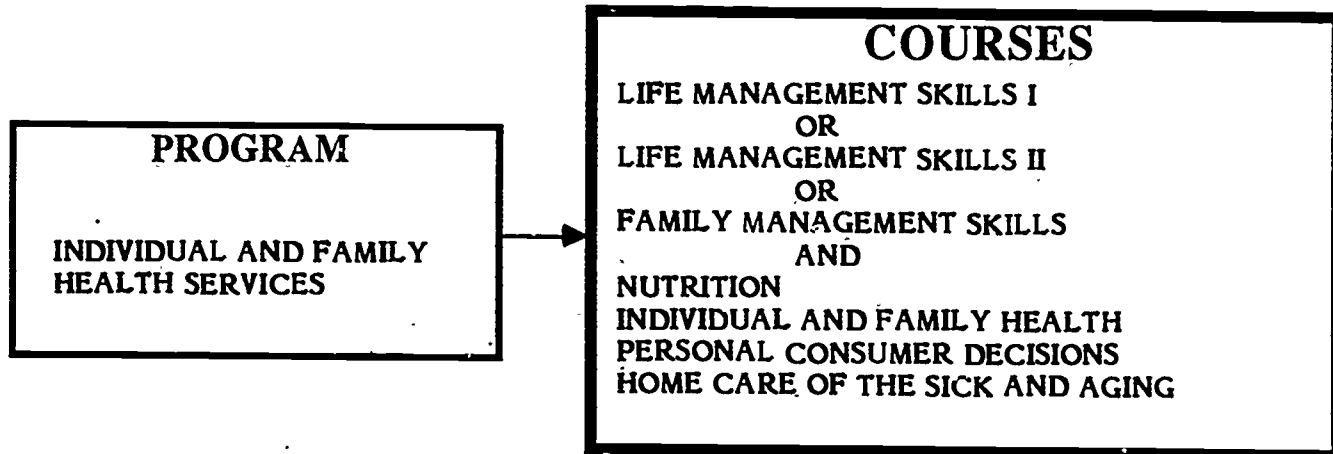 PROGRAM
INDIVIDUAL AND FAMILY
HEALTH SERVICES
COURSES
LIFE MANAGEMENT SKILLS I
OR
LIFE MANAGEMENT SKILLS II
OR
FAMILY MANAGEMENT SKILLS
AND
NUTRITION
INDIVIDUAL AND FAMILY HEALTH
PERSONAL CONSUMER DECISIONS
HOME CARE OF THE SICK AND AGING